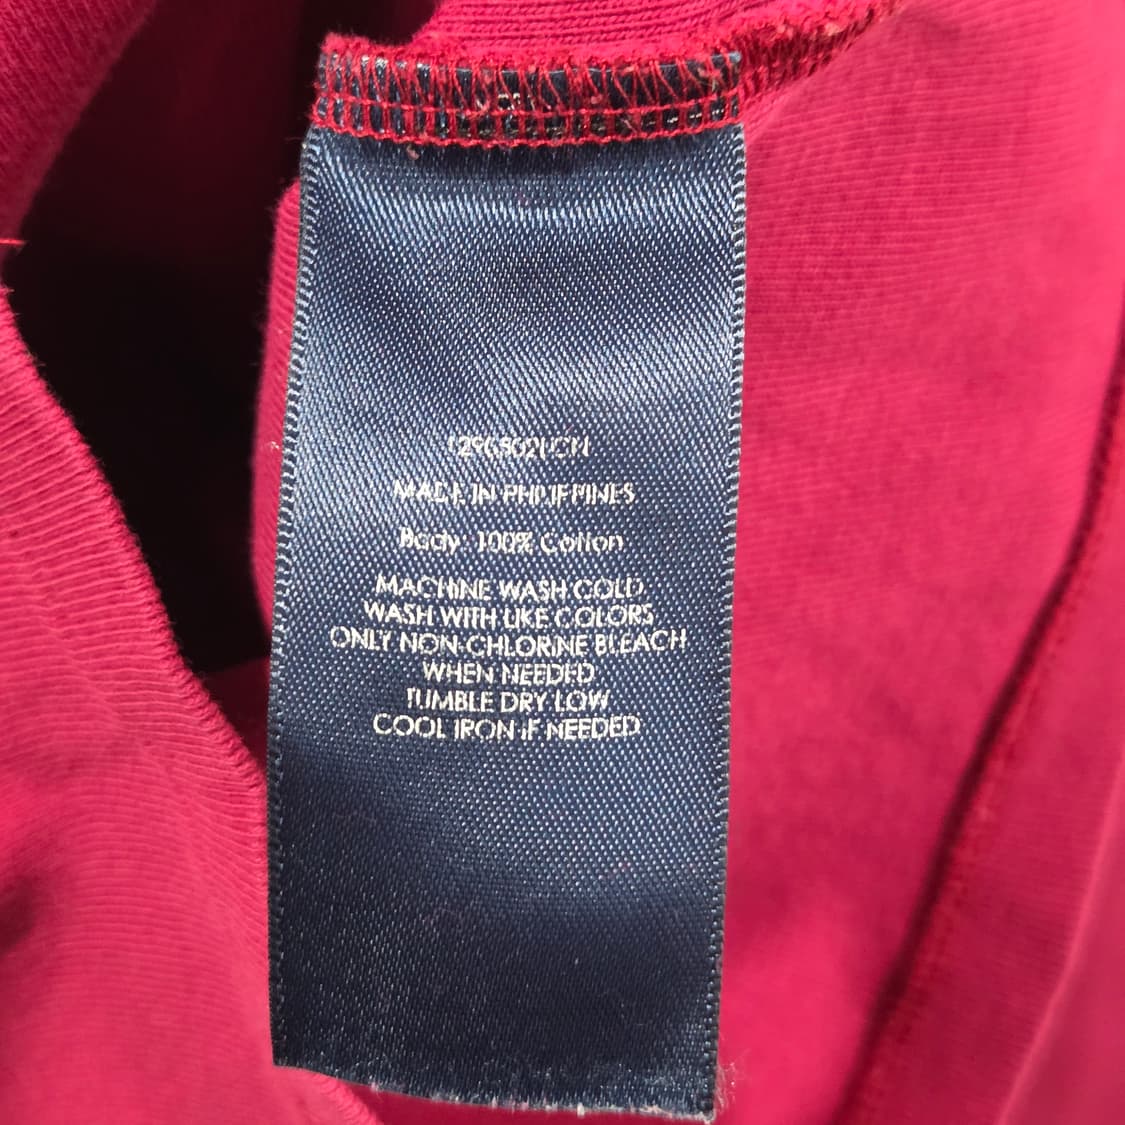 MADE IN PHILIPPINES
Body: 100% Cotton
MACHINE WASH COLD
WASH WITH LIKE COLORS
ONLY NON-CHLORINE BLEACH
WHEN NEEDED
TUMBLE DRY LOW
COOL IRON IF NEEDED